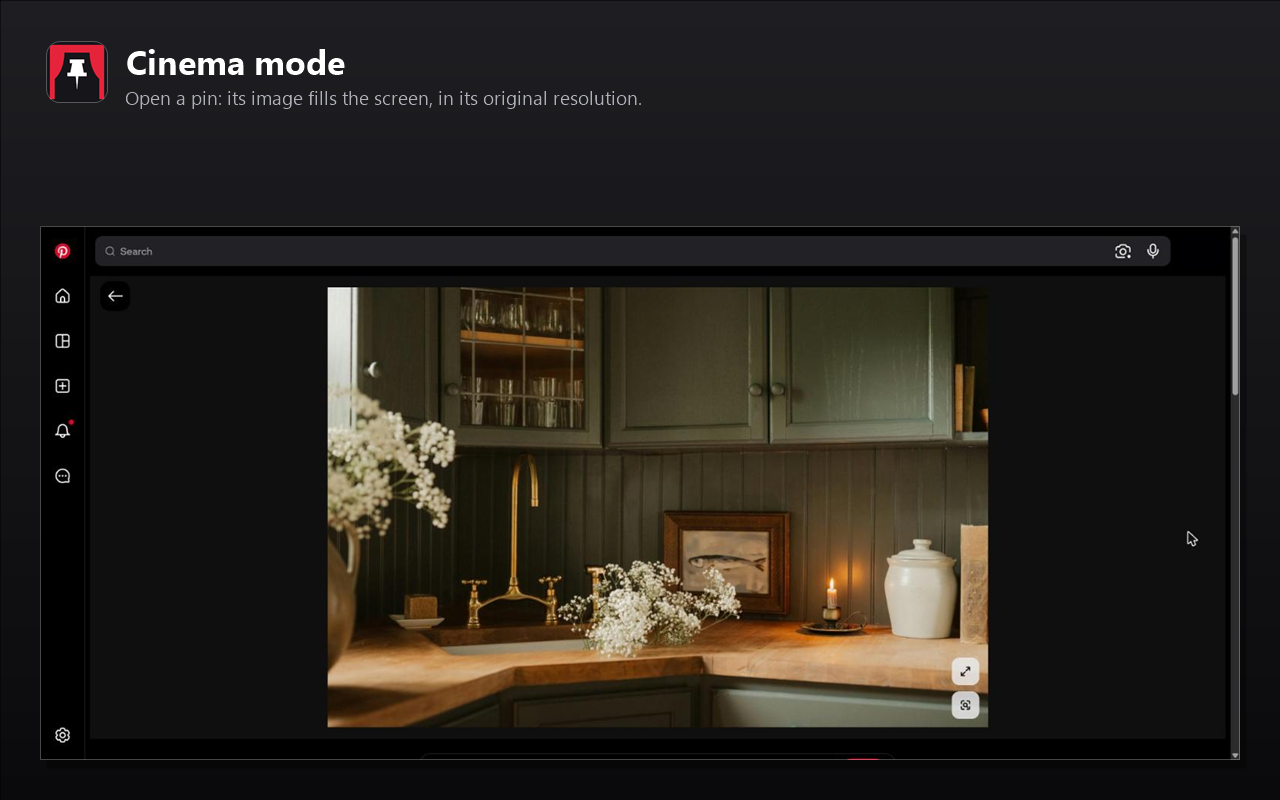 Cinema mode
Open a pin: its image fills the screen, in its original resolution.
Search